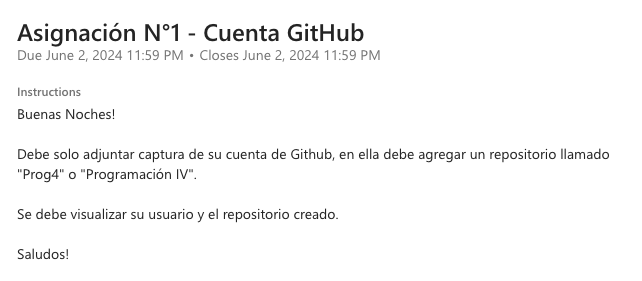 Asignación N°1 - Cuenta GitHub
Due June 2, 2024 11:59 PM • Closes June 2, 2024 11:59 PM
Instructions
Buenas Noches!
Debe solo adjuntar captura de su cuenta de Github, en ella debe agregar un repositorio llamado
"Prog4" o "Programación IV".
Se debe visualizar su usuario y el repositorio creado.
Saludos!